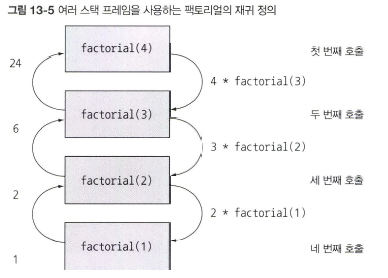 그림 13-5 여러 스택 프레임을 사용하는 팩토리얼의 재귀 정의
factorial(4)
첫 번째 호출
24
4 * factorial(3)
factorial(3)
두 번째 호출
6
3 * factorial(2)
factorial(2)
세 번째 호출
2
2 * factorial(1)
factorial(1)
네 번째 호출
1